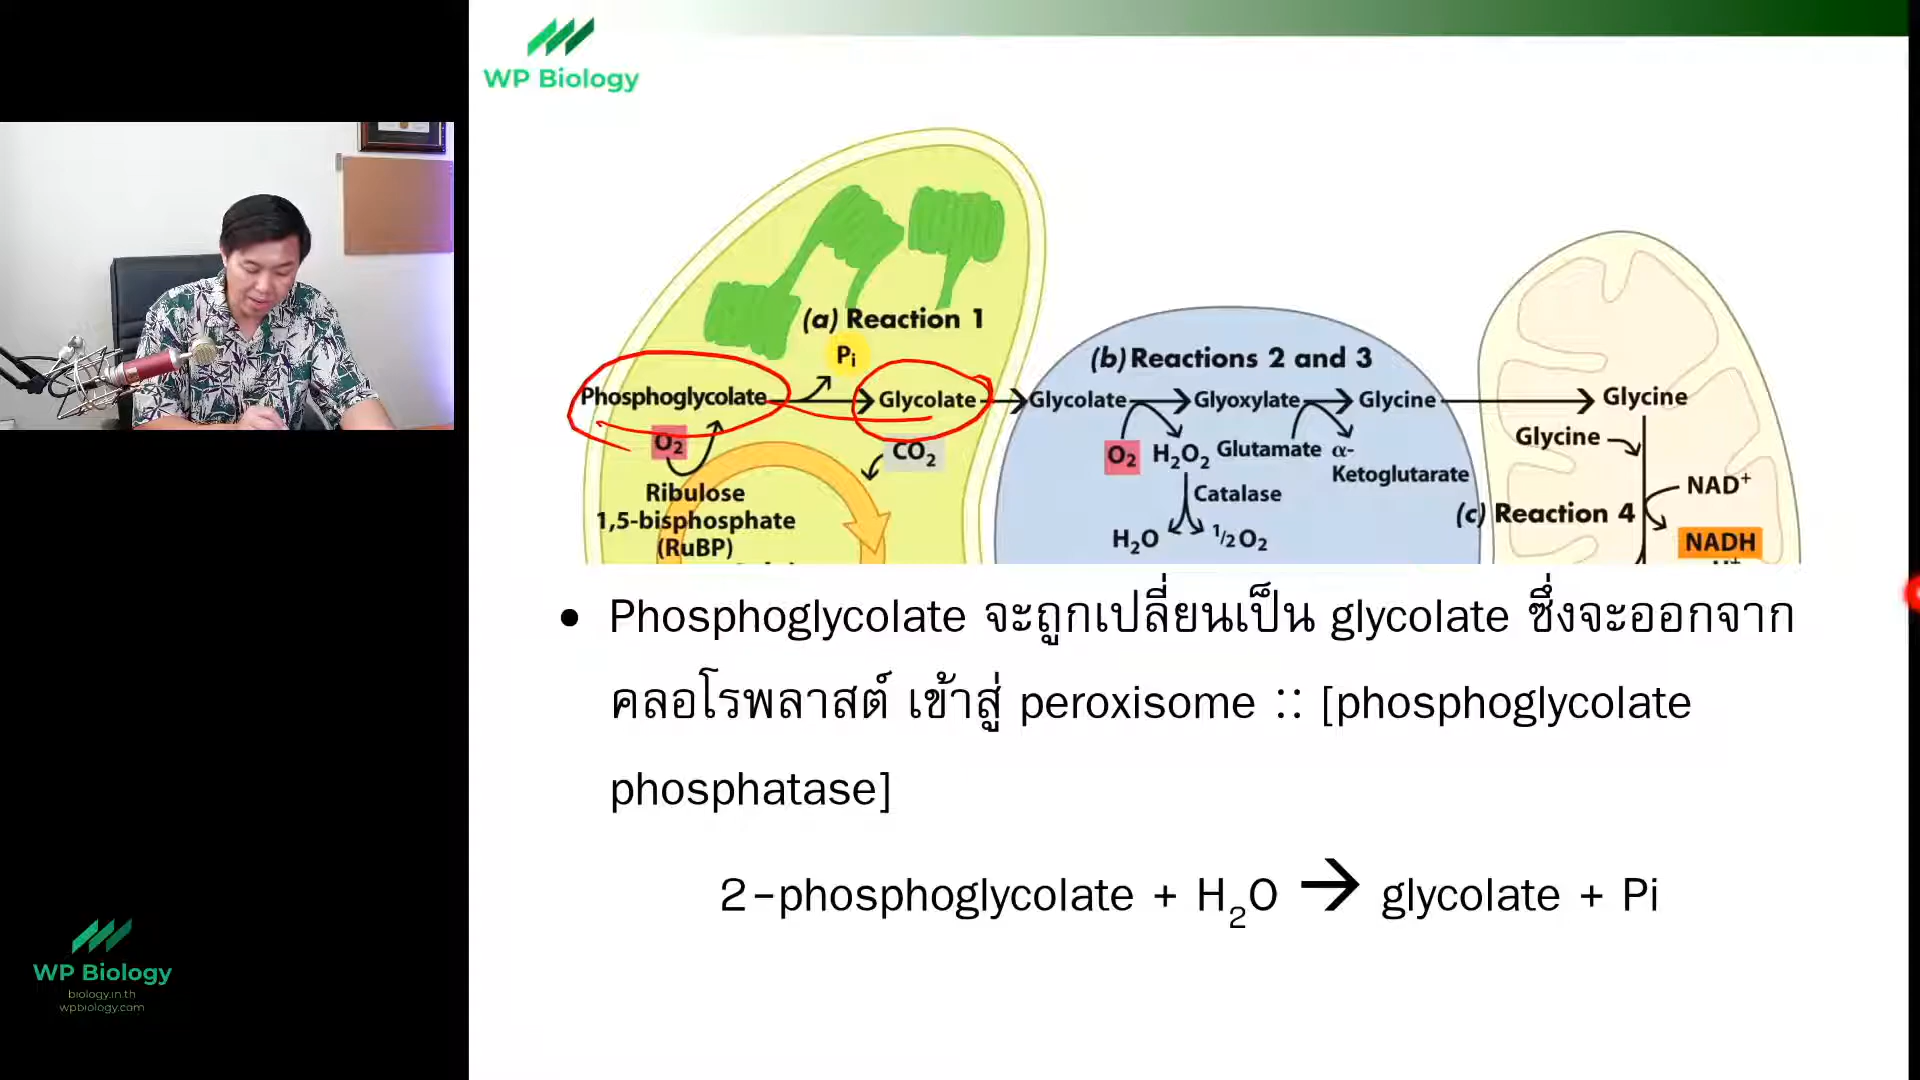 WP Biology
(a) Reaction 1
Pi
Phosphoglycolate
Glycolate
O2
CO2
Ribulose
1,5-bisphosphate
(RuBP)
(b) Reactions 2 and 3
Glycolate
Glyoxylate
Glycine
O2
H2O2
Glutamate
α-
Ketoglutarate
Catalase
H2O
1/2 O2
Glycine
Glycine
NAD+
(c) Reaction 4
NADH
• Phosphoglycolate จะถูกเปลี่ยนเป็น glycolate ซึ่งจะออกจาก
คลอโรพลาสต์ เข้าสู่ peroxisome :: [phosphoglycolate
phosphatase]
2-phosphoglycolate + H2O → glycolate + Pi
WP Biology
biology.in.th
wpbiology.com